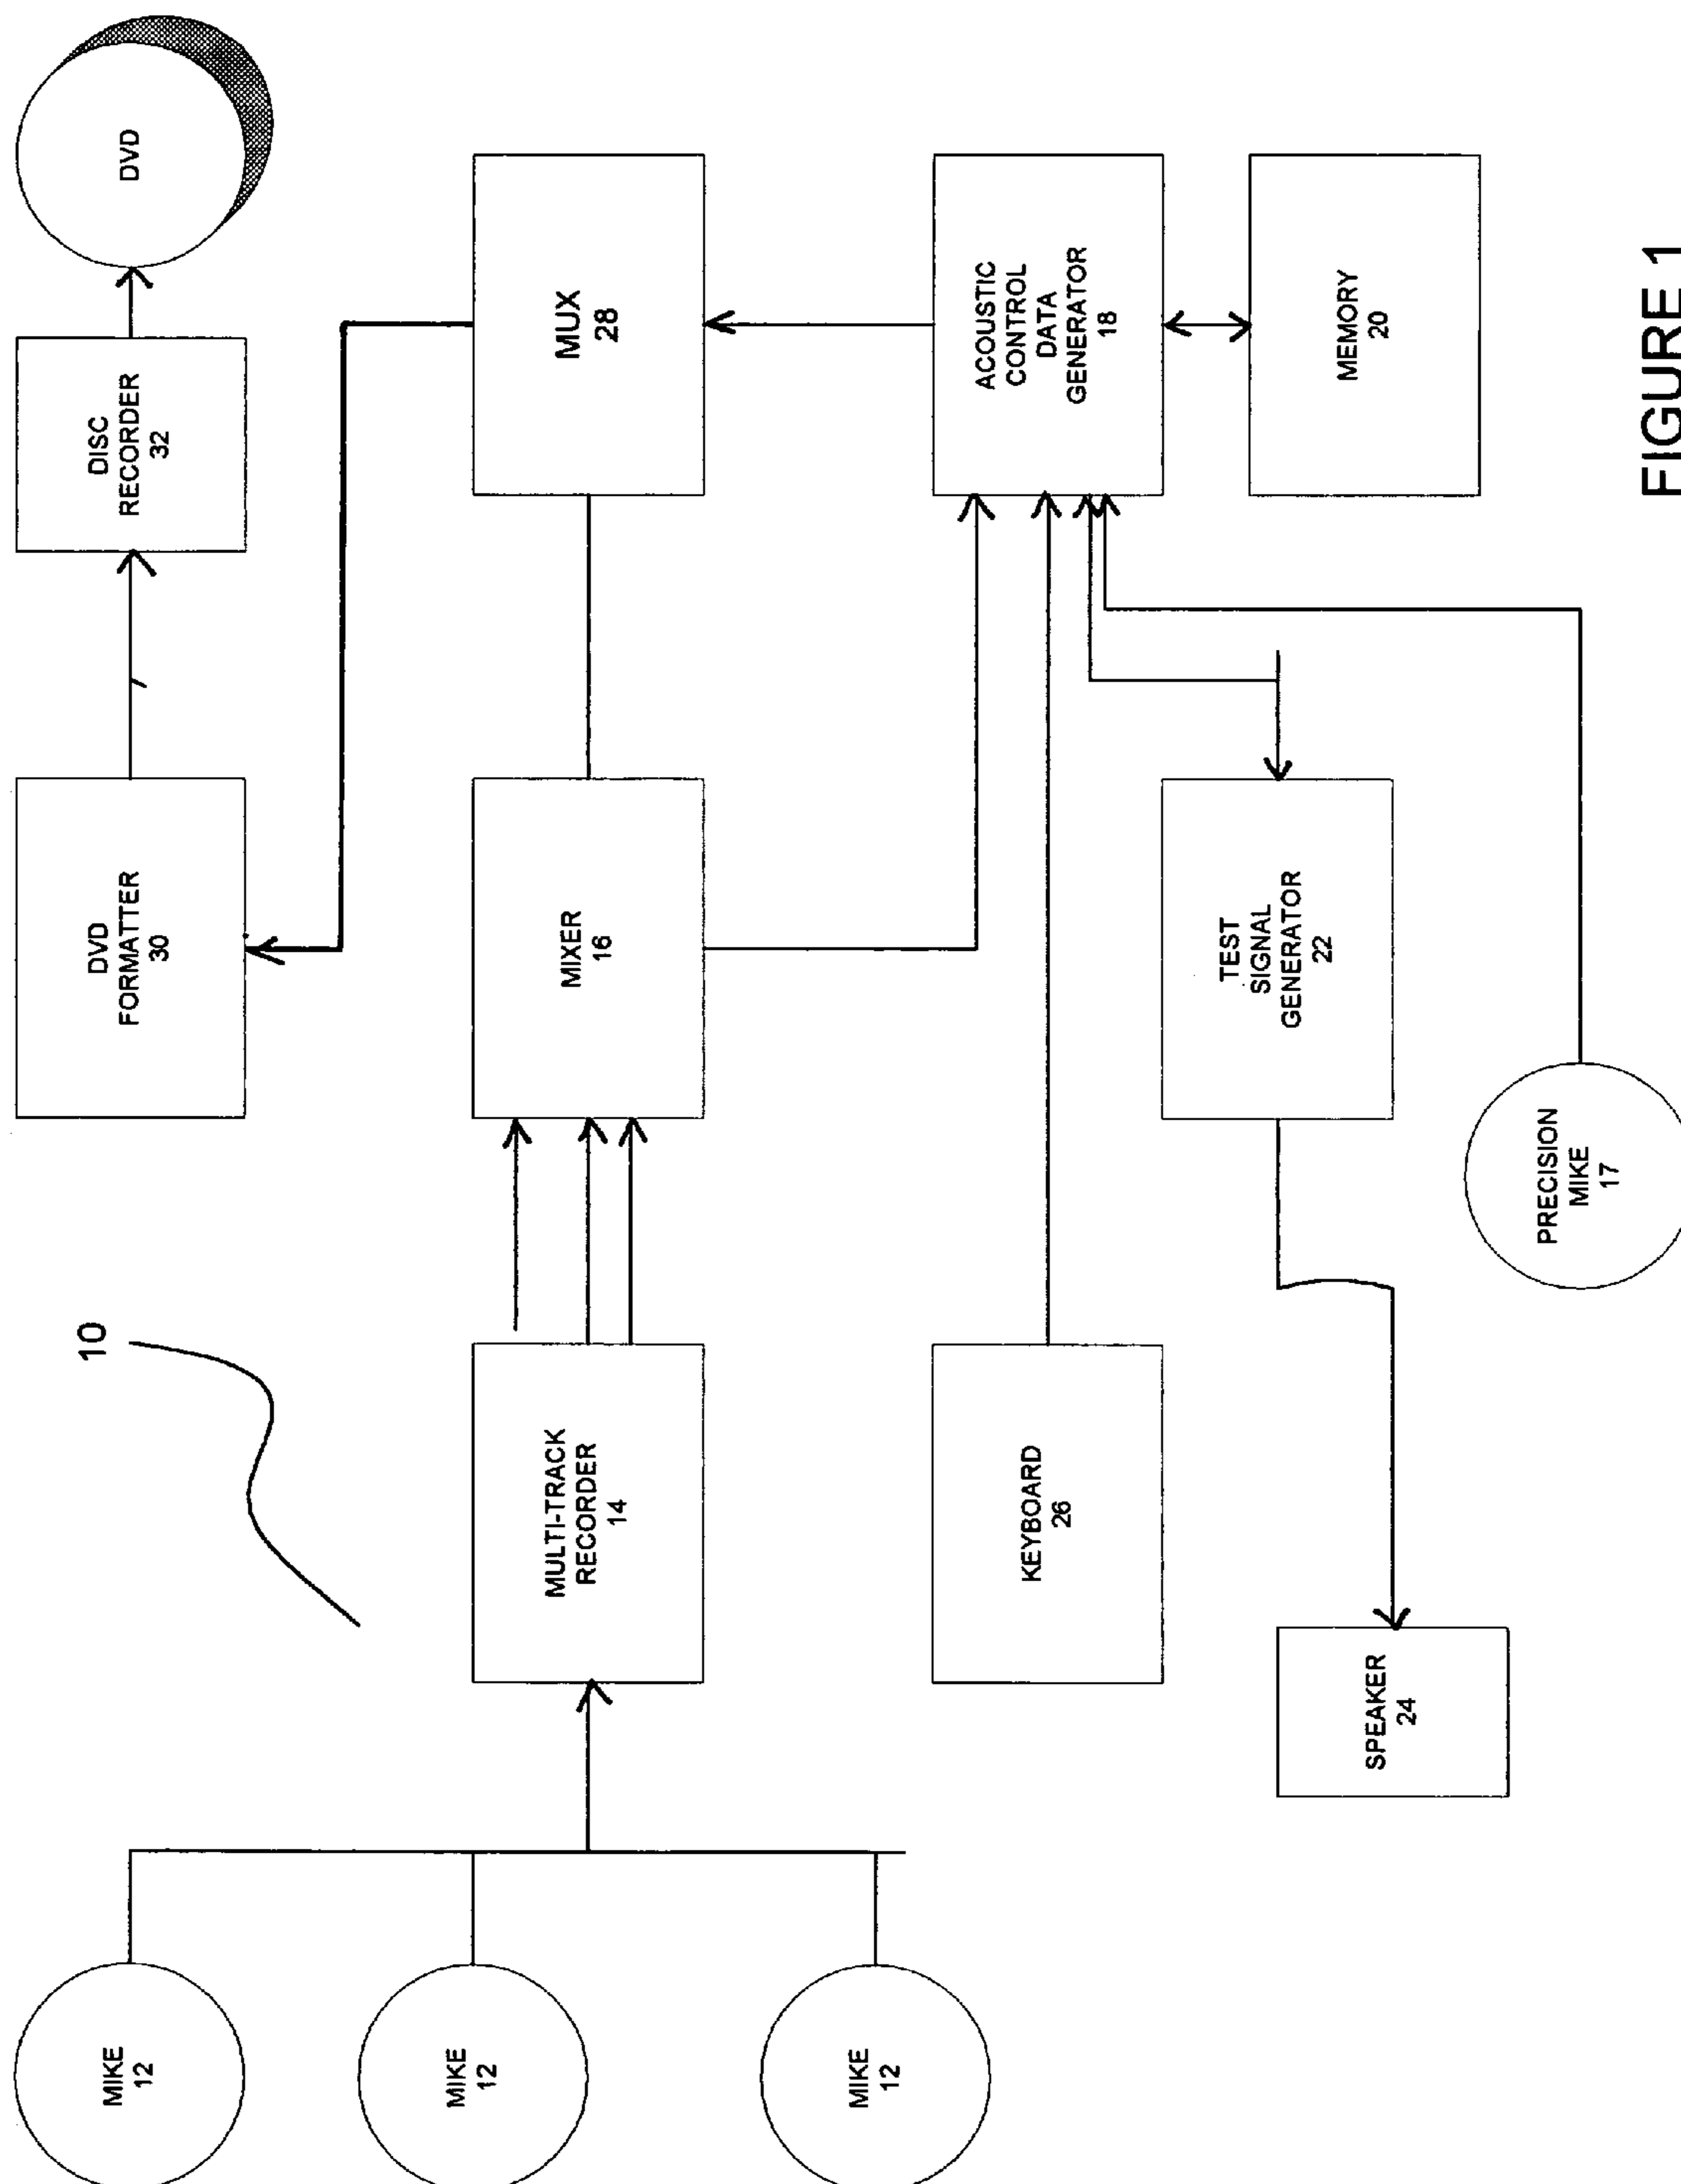 10
MIKE
12
MIKE
12
MIKE
12
MULTI-TRACK
RECORDER
14
MIXER
16
MUX
28
DVD
FORMATTER
30
DISC
RECORDER
32
DVD
KEYBOARD
26
ACOUSTIC
CONTROL
DATA
GENERATOR
18
MEMORY
20
TEST
SIGNAL
GENERATOR
22
SPEAKER
24
PRECISION
MIKE
17
FIGURE 1